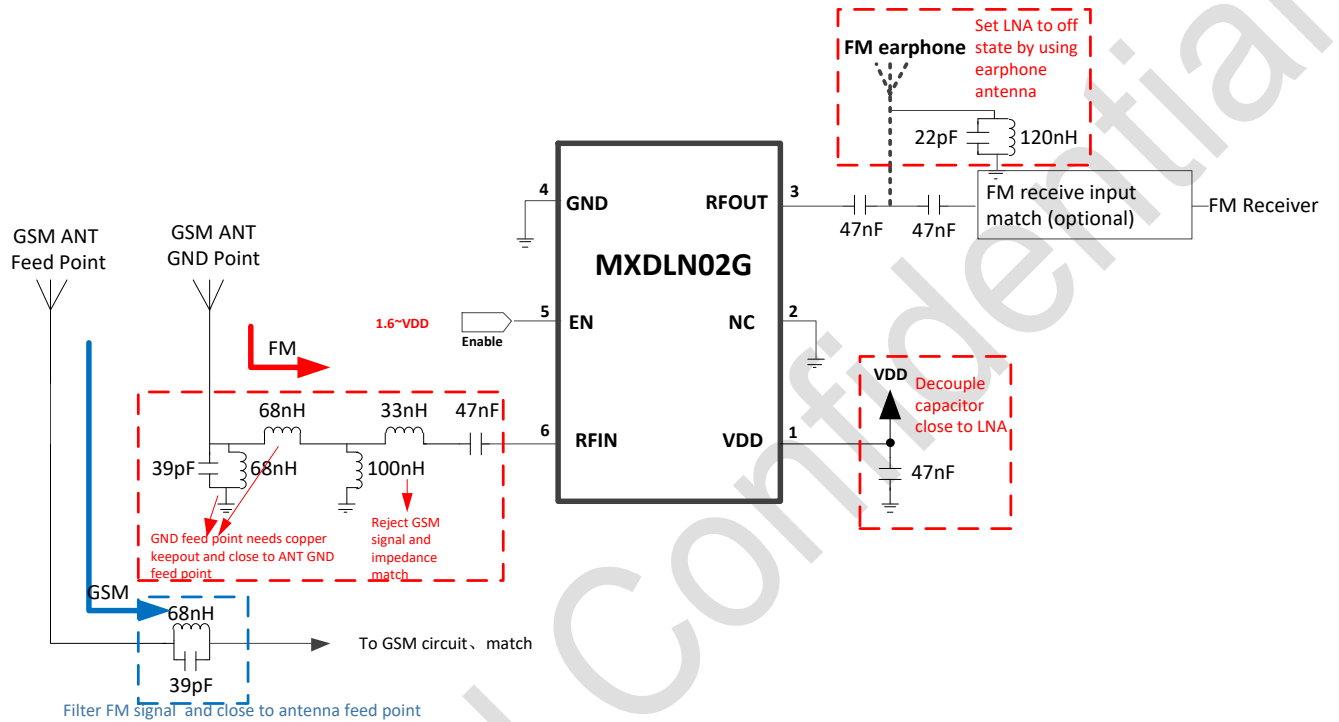 FM earphone
Set LNA to off
state by using
earphone
antenna
22pF
120nH
4
GND
RFOUT
3
47nF
47nF
FM receive input
match (optional)
FM Receiver
GSM ANT
Feed Point
GSM ANT
GND Point
MXDLN02G
1.6~VDD
Enable
5
EN
NC
2
FM
VDD
Decouple
capacitor
close to LNA
68nH
33nH
47nF
6
RFIN
VDD
1
39pF
68nH
100nH
47nF
GND feed point needs copper
keepout and close to ANT GND
feed point
Reject GSM
signal and
impedance
match
GSM
68nH
39pF
To GSM circuit、match
Filter FM signal  and close to antenna feed point
Confidential